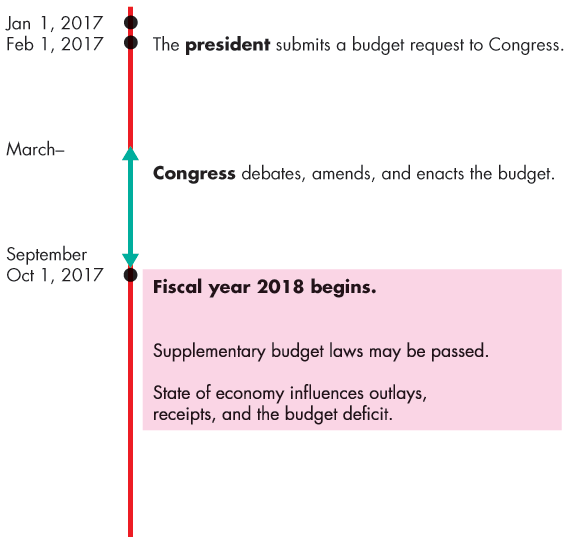 Jan 1, 2017
Feb 1, 2017 The president submits a budget request to Congress.
March–
Congress debates, amends, and enacts the budget.
September
Oct 1, 2017
Fiscal year 2018 begins.
Supplementary budget laws may be passed.
State of economy influences outlays,
receipts, and the budget deficit.